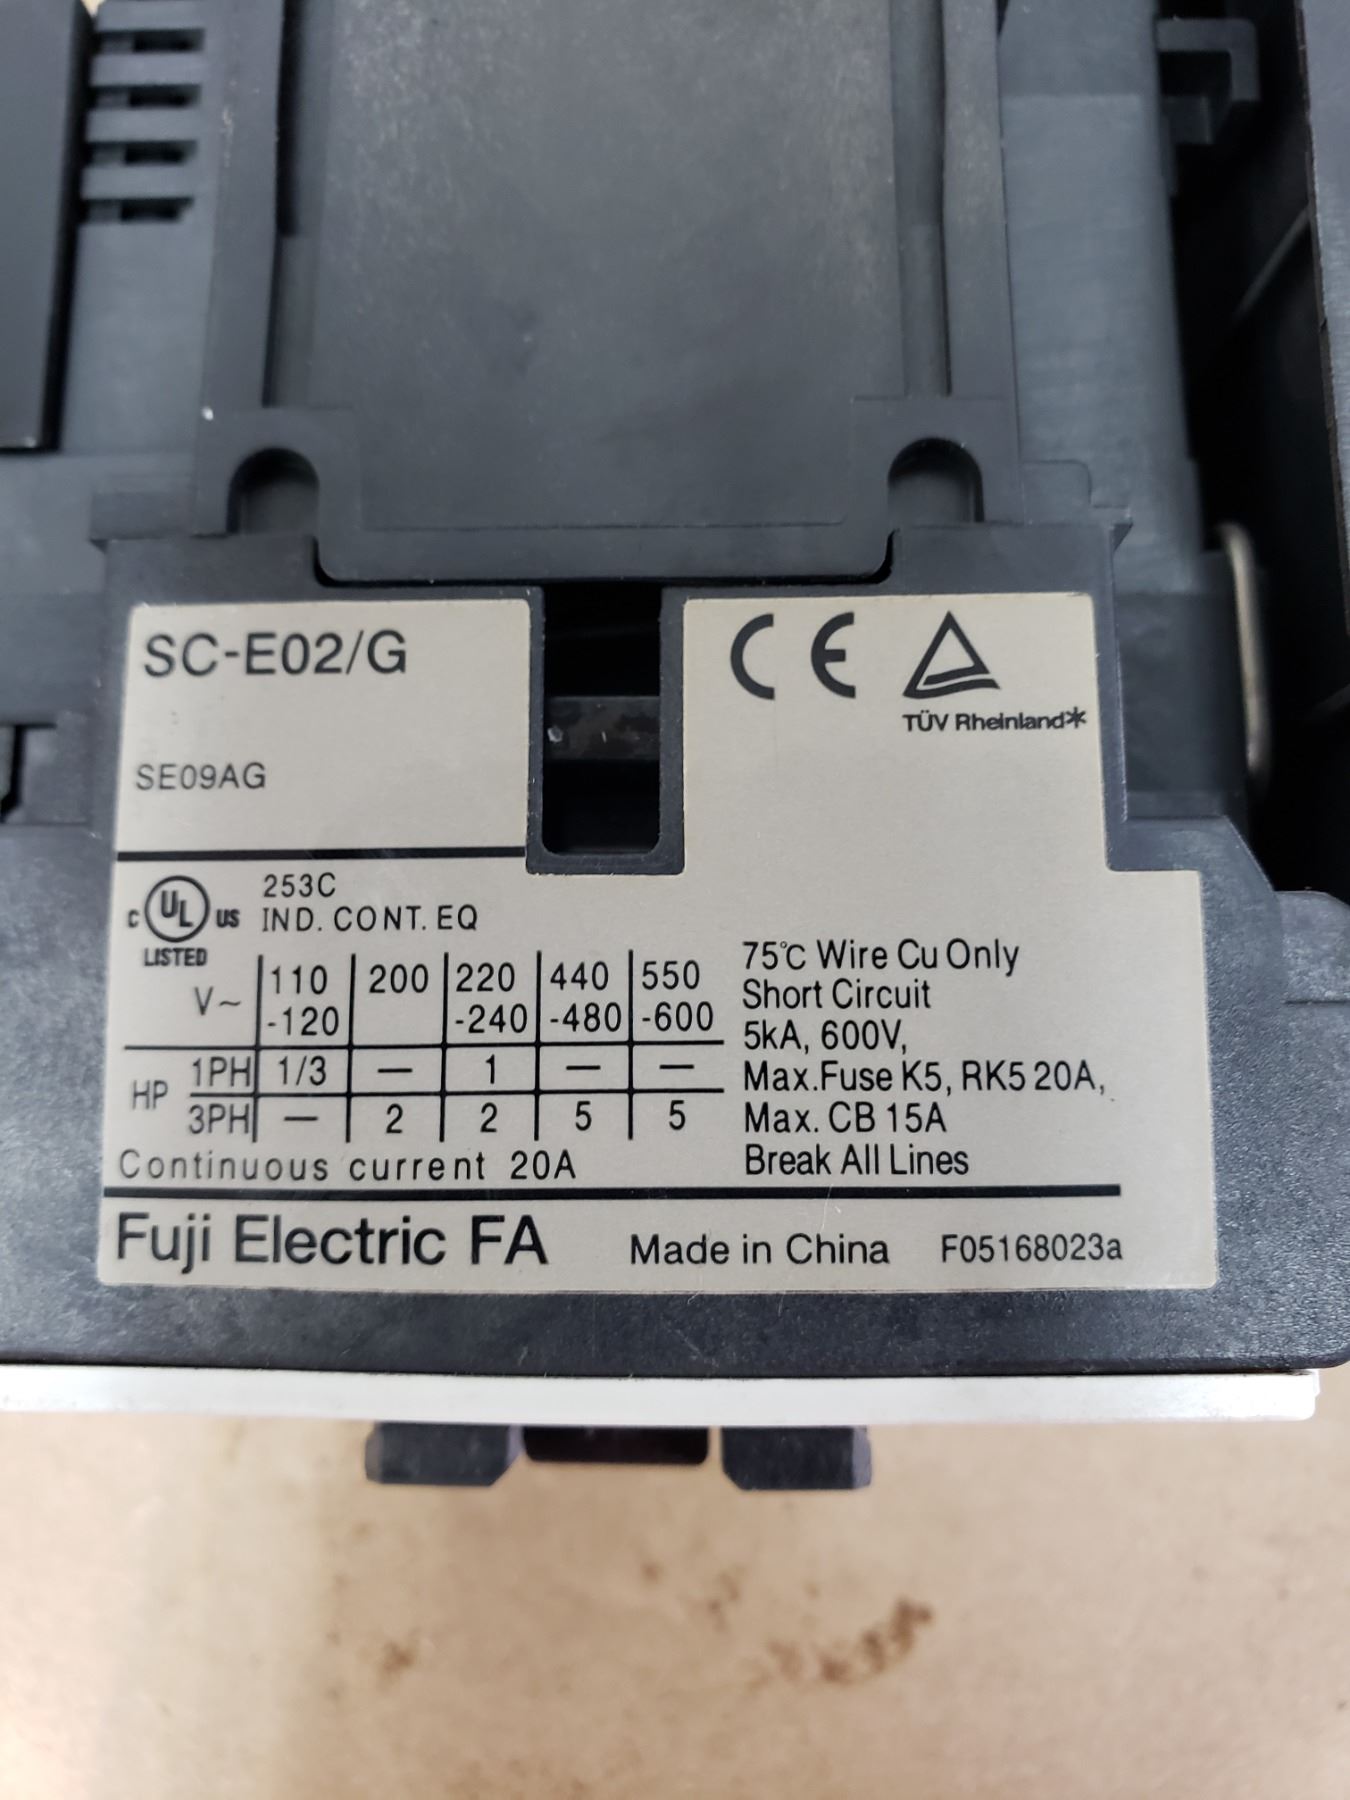 SC-E02/G
CE
TÜV Rheinland
SE09AG
253C
C UL US IND. CONT. EQ
LISTED
V~ 110 -120 200 220 -240 440 -480 550 -600
HP 1PH 1/3 — 1 — —
3PH — 2 2 5 5
Continuous current 20A
75℃ Wire Cu Only
Short Circuit
5kA, 600V,
Max.Fuse K5, RK5 20A,
Max. CB 15A
Break All Lines
Fuji Electric FA Made in China F05168023a